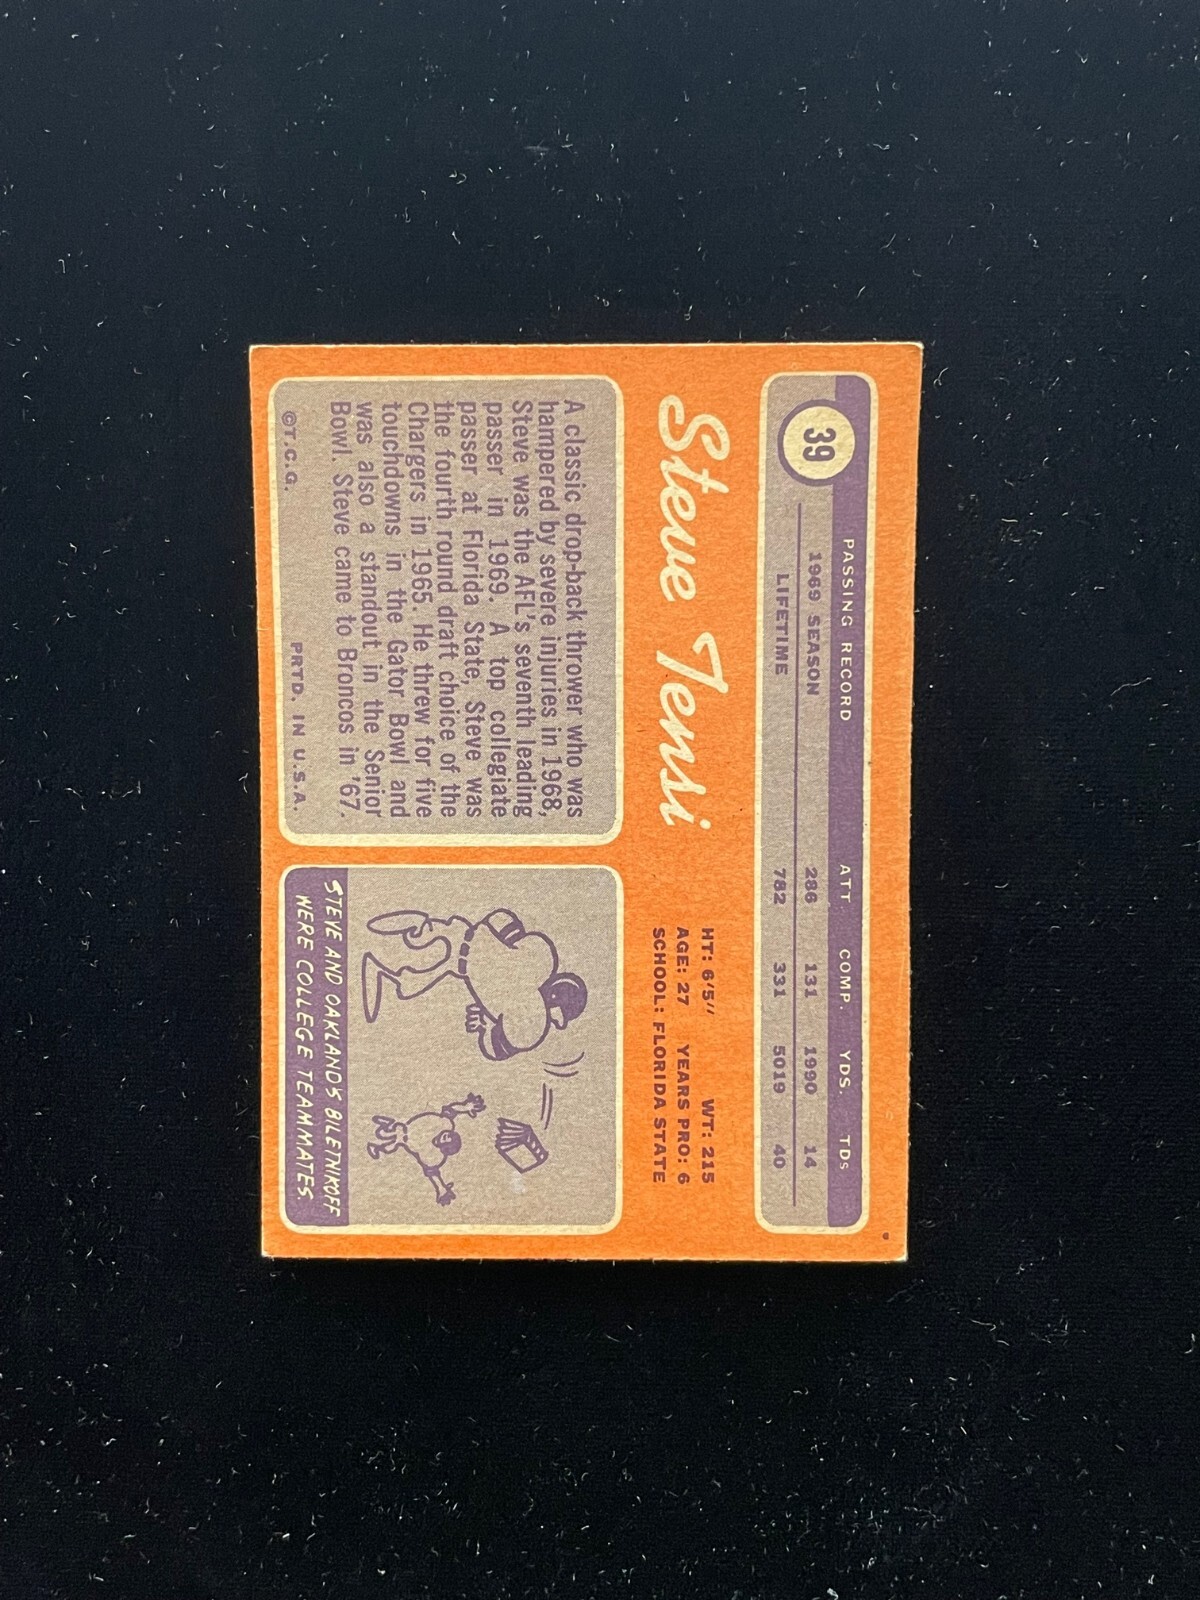 39
PASSING RECORD ATT. COMP. YDS. TDs
1969 SEASON 286 131 1990 14
LIFETIME 782 331 5019 40
Steve Tensi
HT: 6'5" WT: 215
AGE: 27 YEARS PRO: 6
SCHOOL: FLORIDA STATE
A classic drop-back thrower who was
hampered by severe injuries in 1968,
Steve was the AFL's seventh leading
passer in 1969. A top collegiate
passer at Florida State, Steve was
the fourth round draft choice of the
Chargers in 1965. He threw for five
touchdowns in the Gator Bowl and
was also a standout in the Senior
Bowl. Steve came to Broncos in '67.
©T.C.G. PRTD. IN U.S.A.
STEVE AND OAKLAND'S BILETNIKOFF
WERE COLLEGE TEAMMATES.